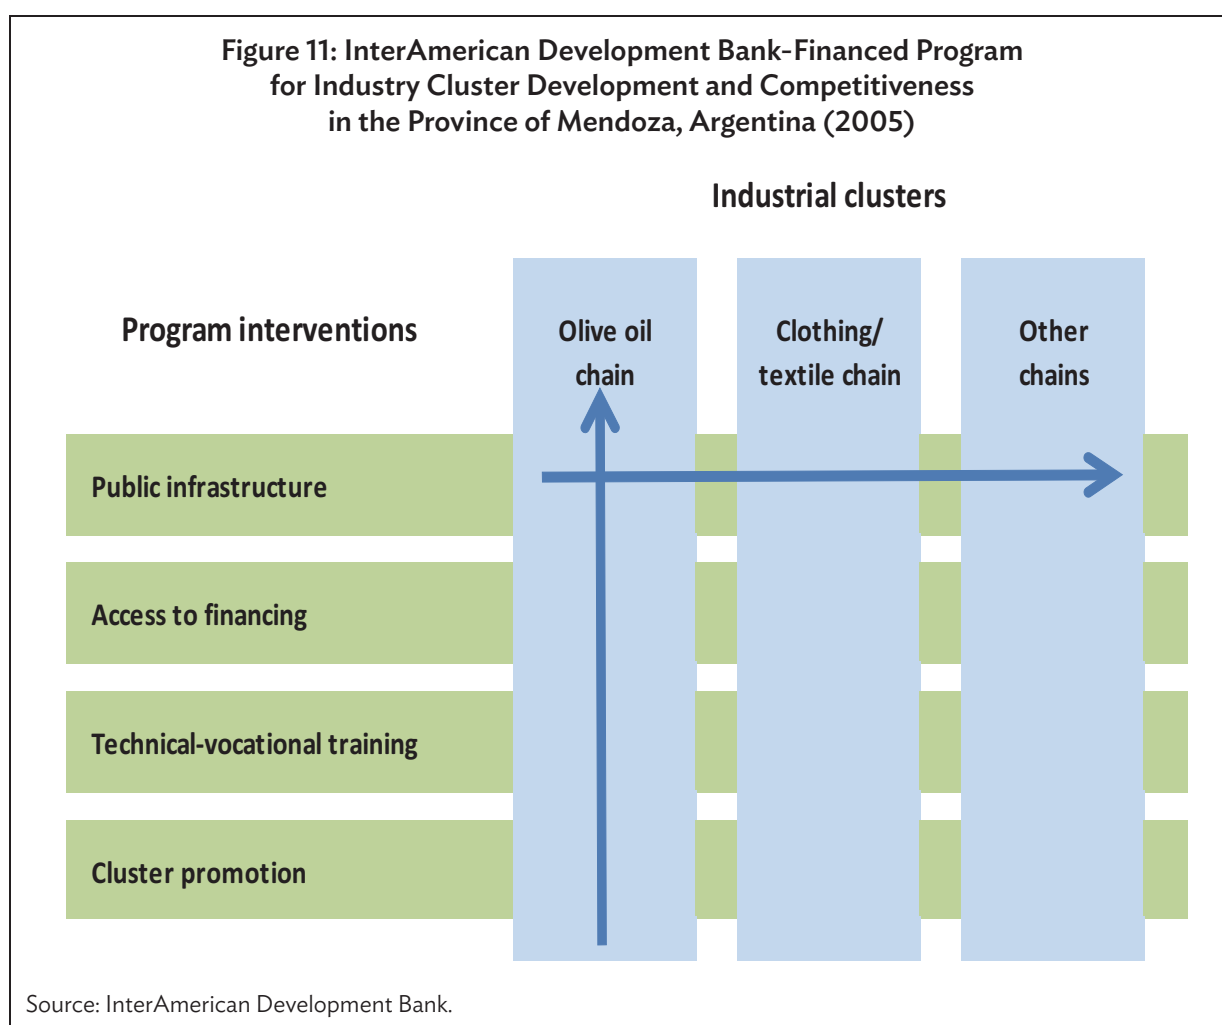 Figure 11: InterAmerican Development Bank-Financed Program
for Industry Cluster Development and Competitiveness
in the Province of Mendoza, Argentina (2005)
Industrial clusters
Program interventions
Olive oil
chain
Clothing/
textile chain
Other
chains
Public infrastructure
Access to financing
Technical-vocational training
Cluster promotion
Source: InterAmerican Development Bank.